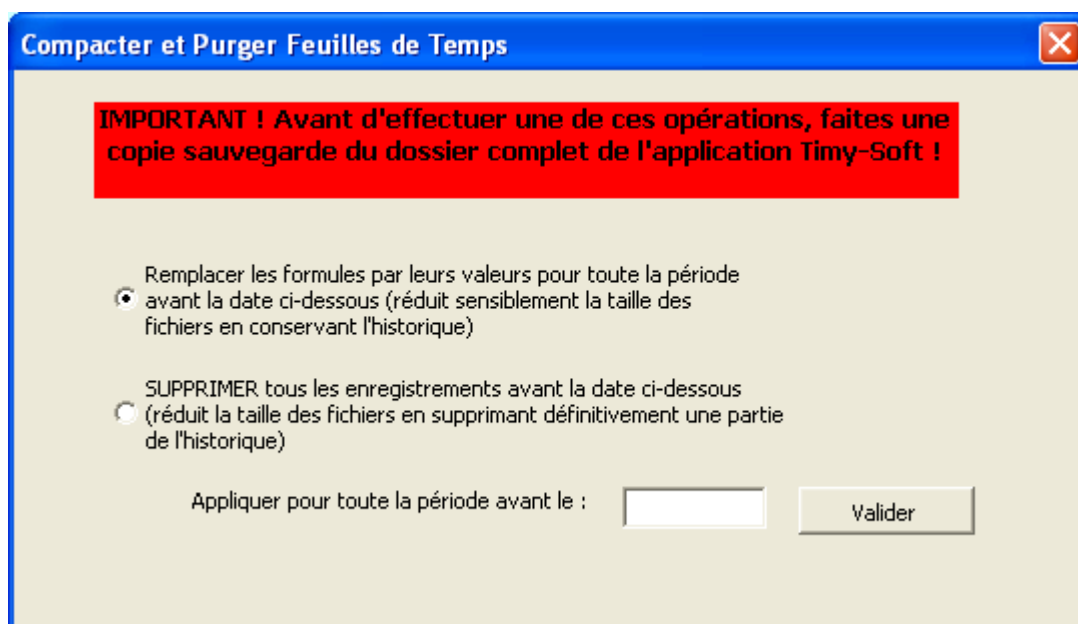 Compacter et Purger Feuilles de Temps
IMPORTANT ! Avant d'effectuer une de ces opérations, faites une
copie sauvegarde du dossier complet de l'application Timy-Soft !
Remplacer les formules par leurs valeurs pour toute la période
avant la date ci-dessous (réduit sensiblement la taille des
fichiers en conservant l'historique)
SUPPRIMER tous les enregistrements avant la date ci-dessous
(réduit la taille des fichiers en supprimant définitivement une partie
de l'historique)
Appliquer pour toute la période avant le :
Valider